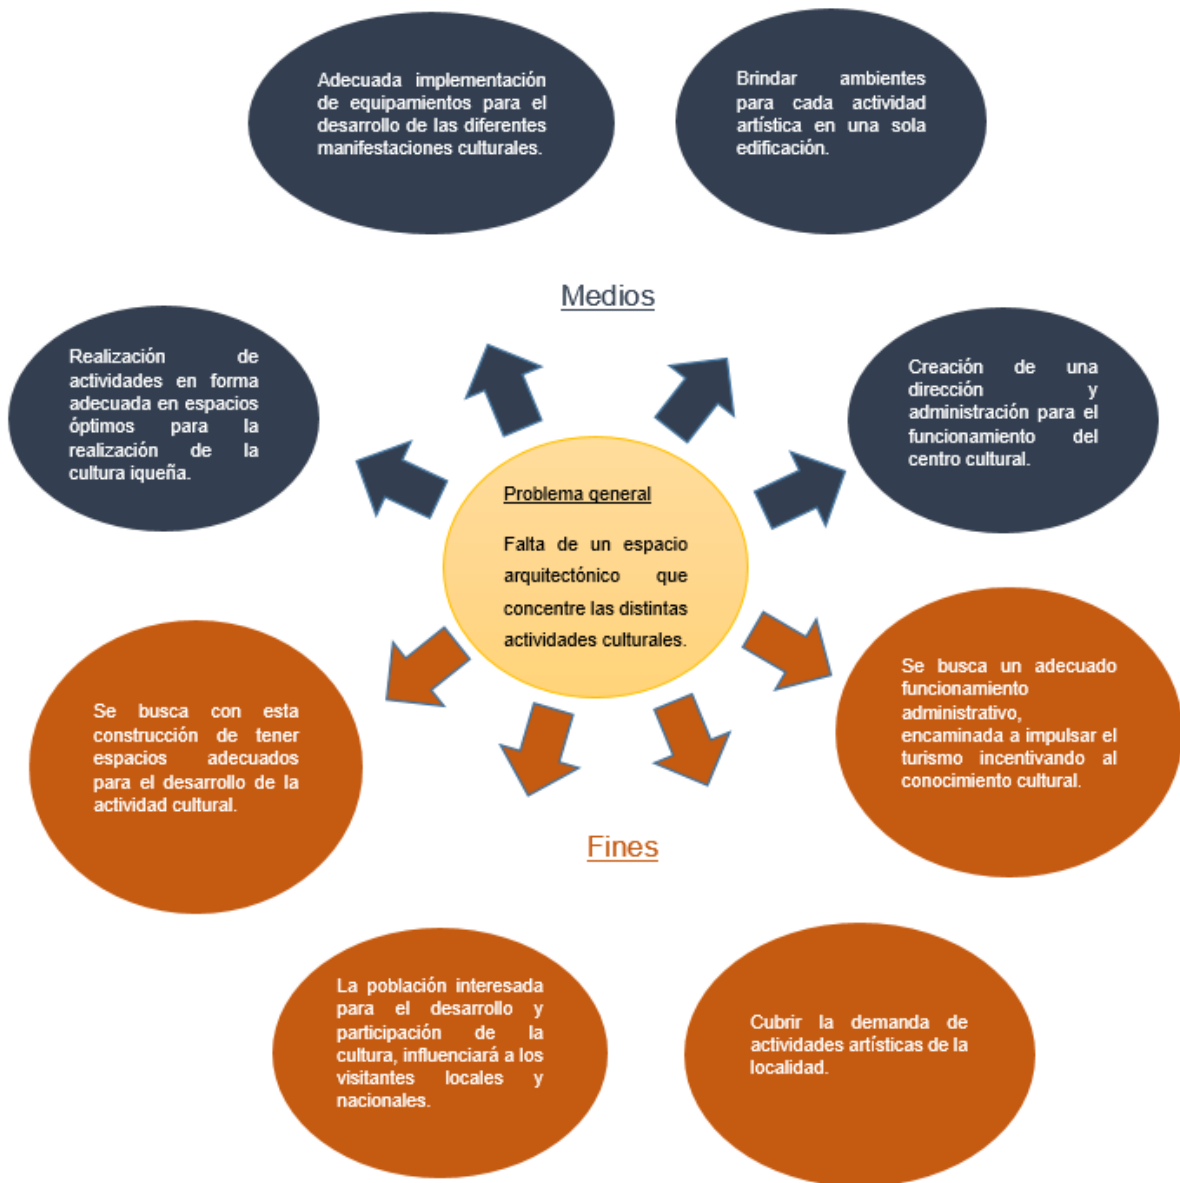 Adecuada implementación
de equipamientos para el
desarrollo de las diferentes
manifestaciones culturales.
Brindar ambientes
para cada actividad
artística en una sola
edificación.
Medios
Realización de
actividades en forma
adecuada en espacios
óptimos para la
realización de la
cultura iqueña.
Creación de una
dirección y
administración para el
funcionamiento del
centro cultural.
Problema general
Falta de un espacio
arquitectónico que
concentre las distintas
actividades culturales.
Se busca con esta
construcción de tener
espacios adecuados
para el desarrollo de la
actividad cultural.
Se busca un adecuado
funcionamiento
administrativo,
encaminada a impulsar el
turismo incentivando al
conocimiento cultural.
Fines
La población interesada
para el desarrollo y
participación de la
cultura, influenciará a los
visitantes locales y
nacionales.
Cubrir la demanda de
actividades artísticas de la
localidad.